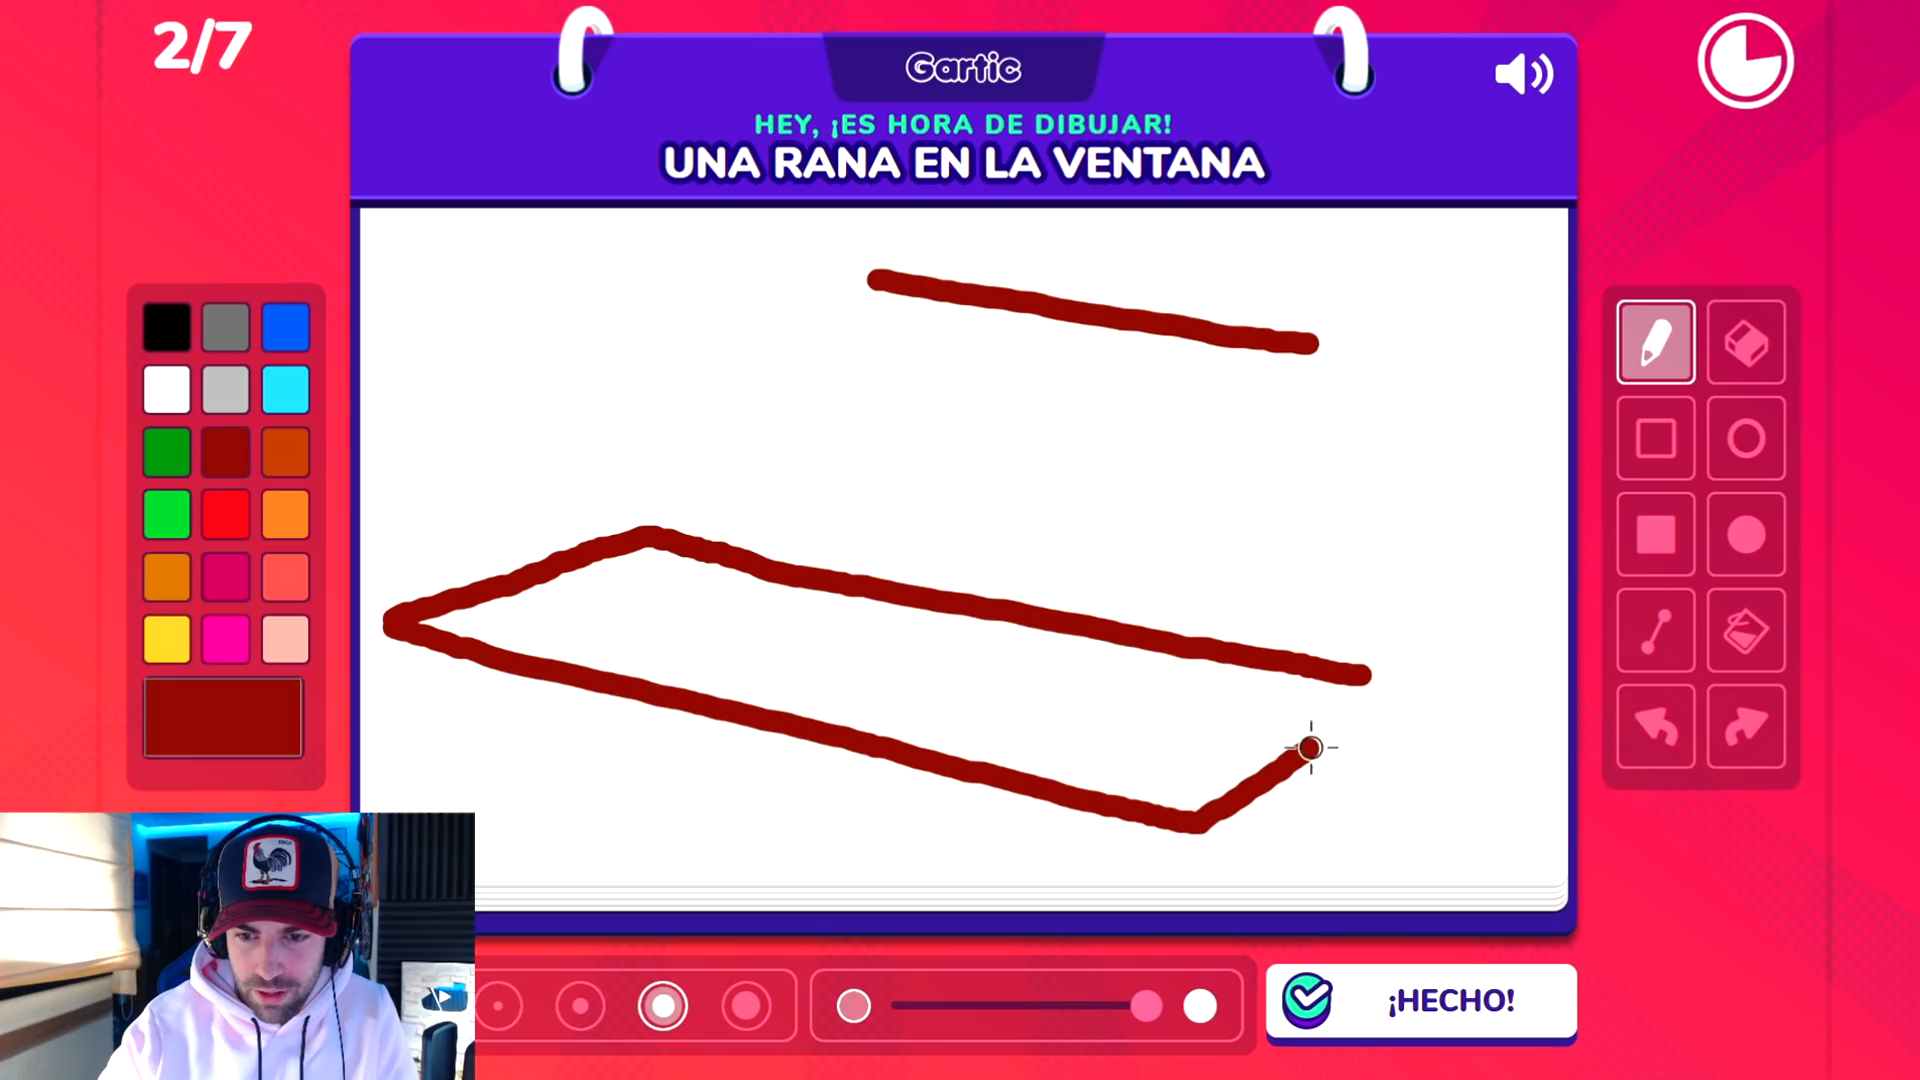 2/7
Gartic
HEY, ¡ES HORA DE DIBUJAR!
UNA RANA EN LA VENTANA
¡HECHO!